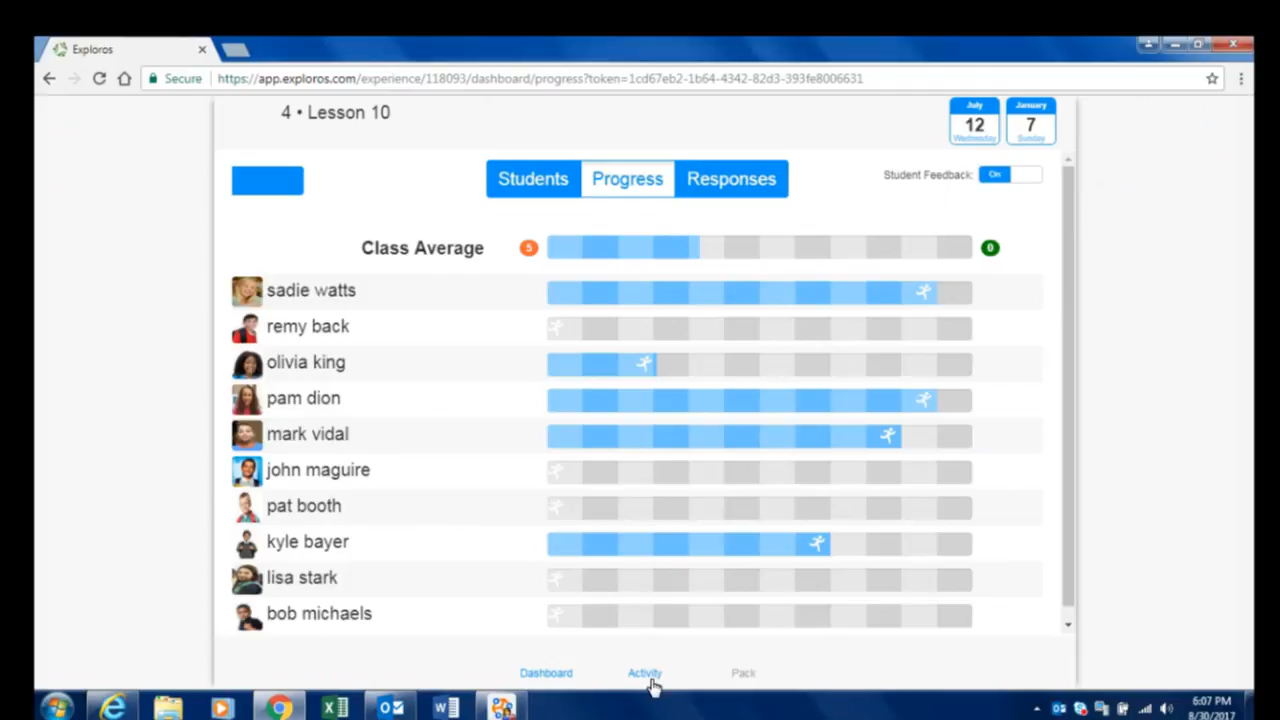 Exploros
Secure https://app.exploros.com/experience/118093/dashboard/progress?token=1cd67eb2-1b64-4342-82d3-393fe8006631
4 • Lesson 10
July January
12 7
Wednesday Sunday
Students Progress Responses
Student Feedback: On
Class Average 5 0
sadie watts
remy back
olivia king
pam dion
mark vidal
john maguire
pat booth
kyle bayer
lisa stark
bob michaels
Dashboard Activity Pack
6:07 PM
8/30/2017